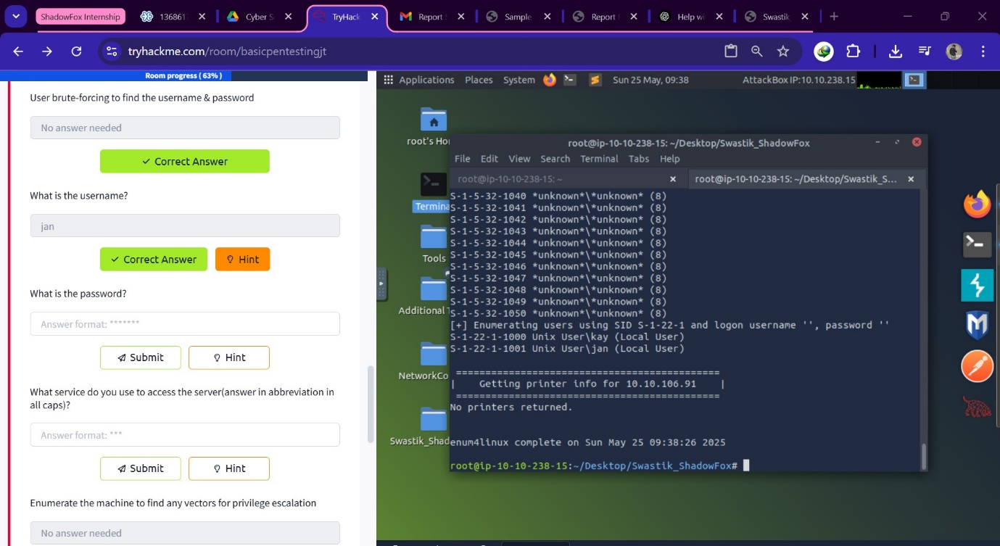 ShadowFox Internship
136861
Cyber S
TryHack
Report
Sample
Report
Help wi
Swastik
tryhackme.com/room/basicpentestingjt
Room progress ( 63% )
User brute-forcing to find the username & password
No answer needed
✓ Correct Answer
What is the username?
jan
✓ Correct Answer
Hint
What is the password?
Answer format: *******
Submit
Hint
What service do you use to access the server(answer in abbreviation in
all caps)?
Answer format: ***
Submit
Hint
Enumerate the machine to find any vectors for privilege escalation
No answer needed
Applications Places System
Sun 25 May, 09:38
AttackBox IP:10.10.238.15
root's Ho
Termina
Tools
Additional T
NetworkCo
Swastik_Shad
root@ip-10-10-238-15: ~/Desktop/Swastik_ShadowFox
File Edit View Search Terminal Tabs Help
root@ip-10-10-238-15: ~
root@ip-10-10-238-15: ~/Desktop/Swastik_S...
S-1-5-32-1040 *unknown*\*unknown* (8)
S-1-5-32-1041 *unknown*\*unknown* (8)
S-1-5-32-1042 *unknown*\*unknown* (8)
S-1-5-32-1043 *unknown*\*unknown* (8)
S-1-5-32-1044 *unknown*\*unknown* (8)
S-1-5-32-1045 *unknown*\*unknown* (8)
S-1-5-32-1046 *unknown*\*unknown* (8)
S-1-5-32-1047 *unknown*\*unknown* (8)
S-1-5-32-1048 *unknown*\*unknown* (8)
S-1-5-32-1049 *unknown*\*unknown* (8)
S-1-5-32-1050 *unknown*\*unknown* (8)
[+] Enumerating users using SID S-1-22-1 and logon username '', password ''
S-1-22-1-1000 Unix User\kay (Local User)
S-1-22-1-1001 Unix User\jan (Local User)
=============================================
| Getting printer info for 10.10.106.91 |
=============================================
No printers returned.
enum4linux complete on Sun May 25 09:38:26 2025
root@ip-10-10-238-15:~/Desktop/Swastik_ShadowFox#